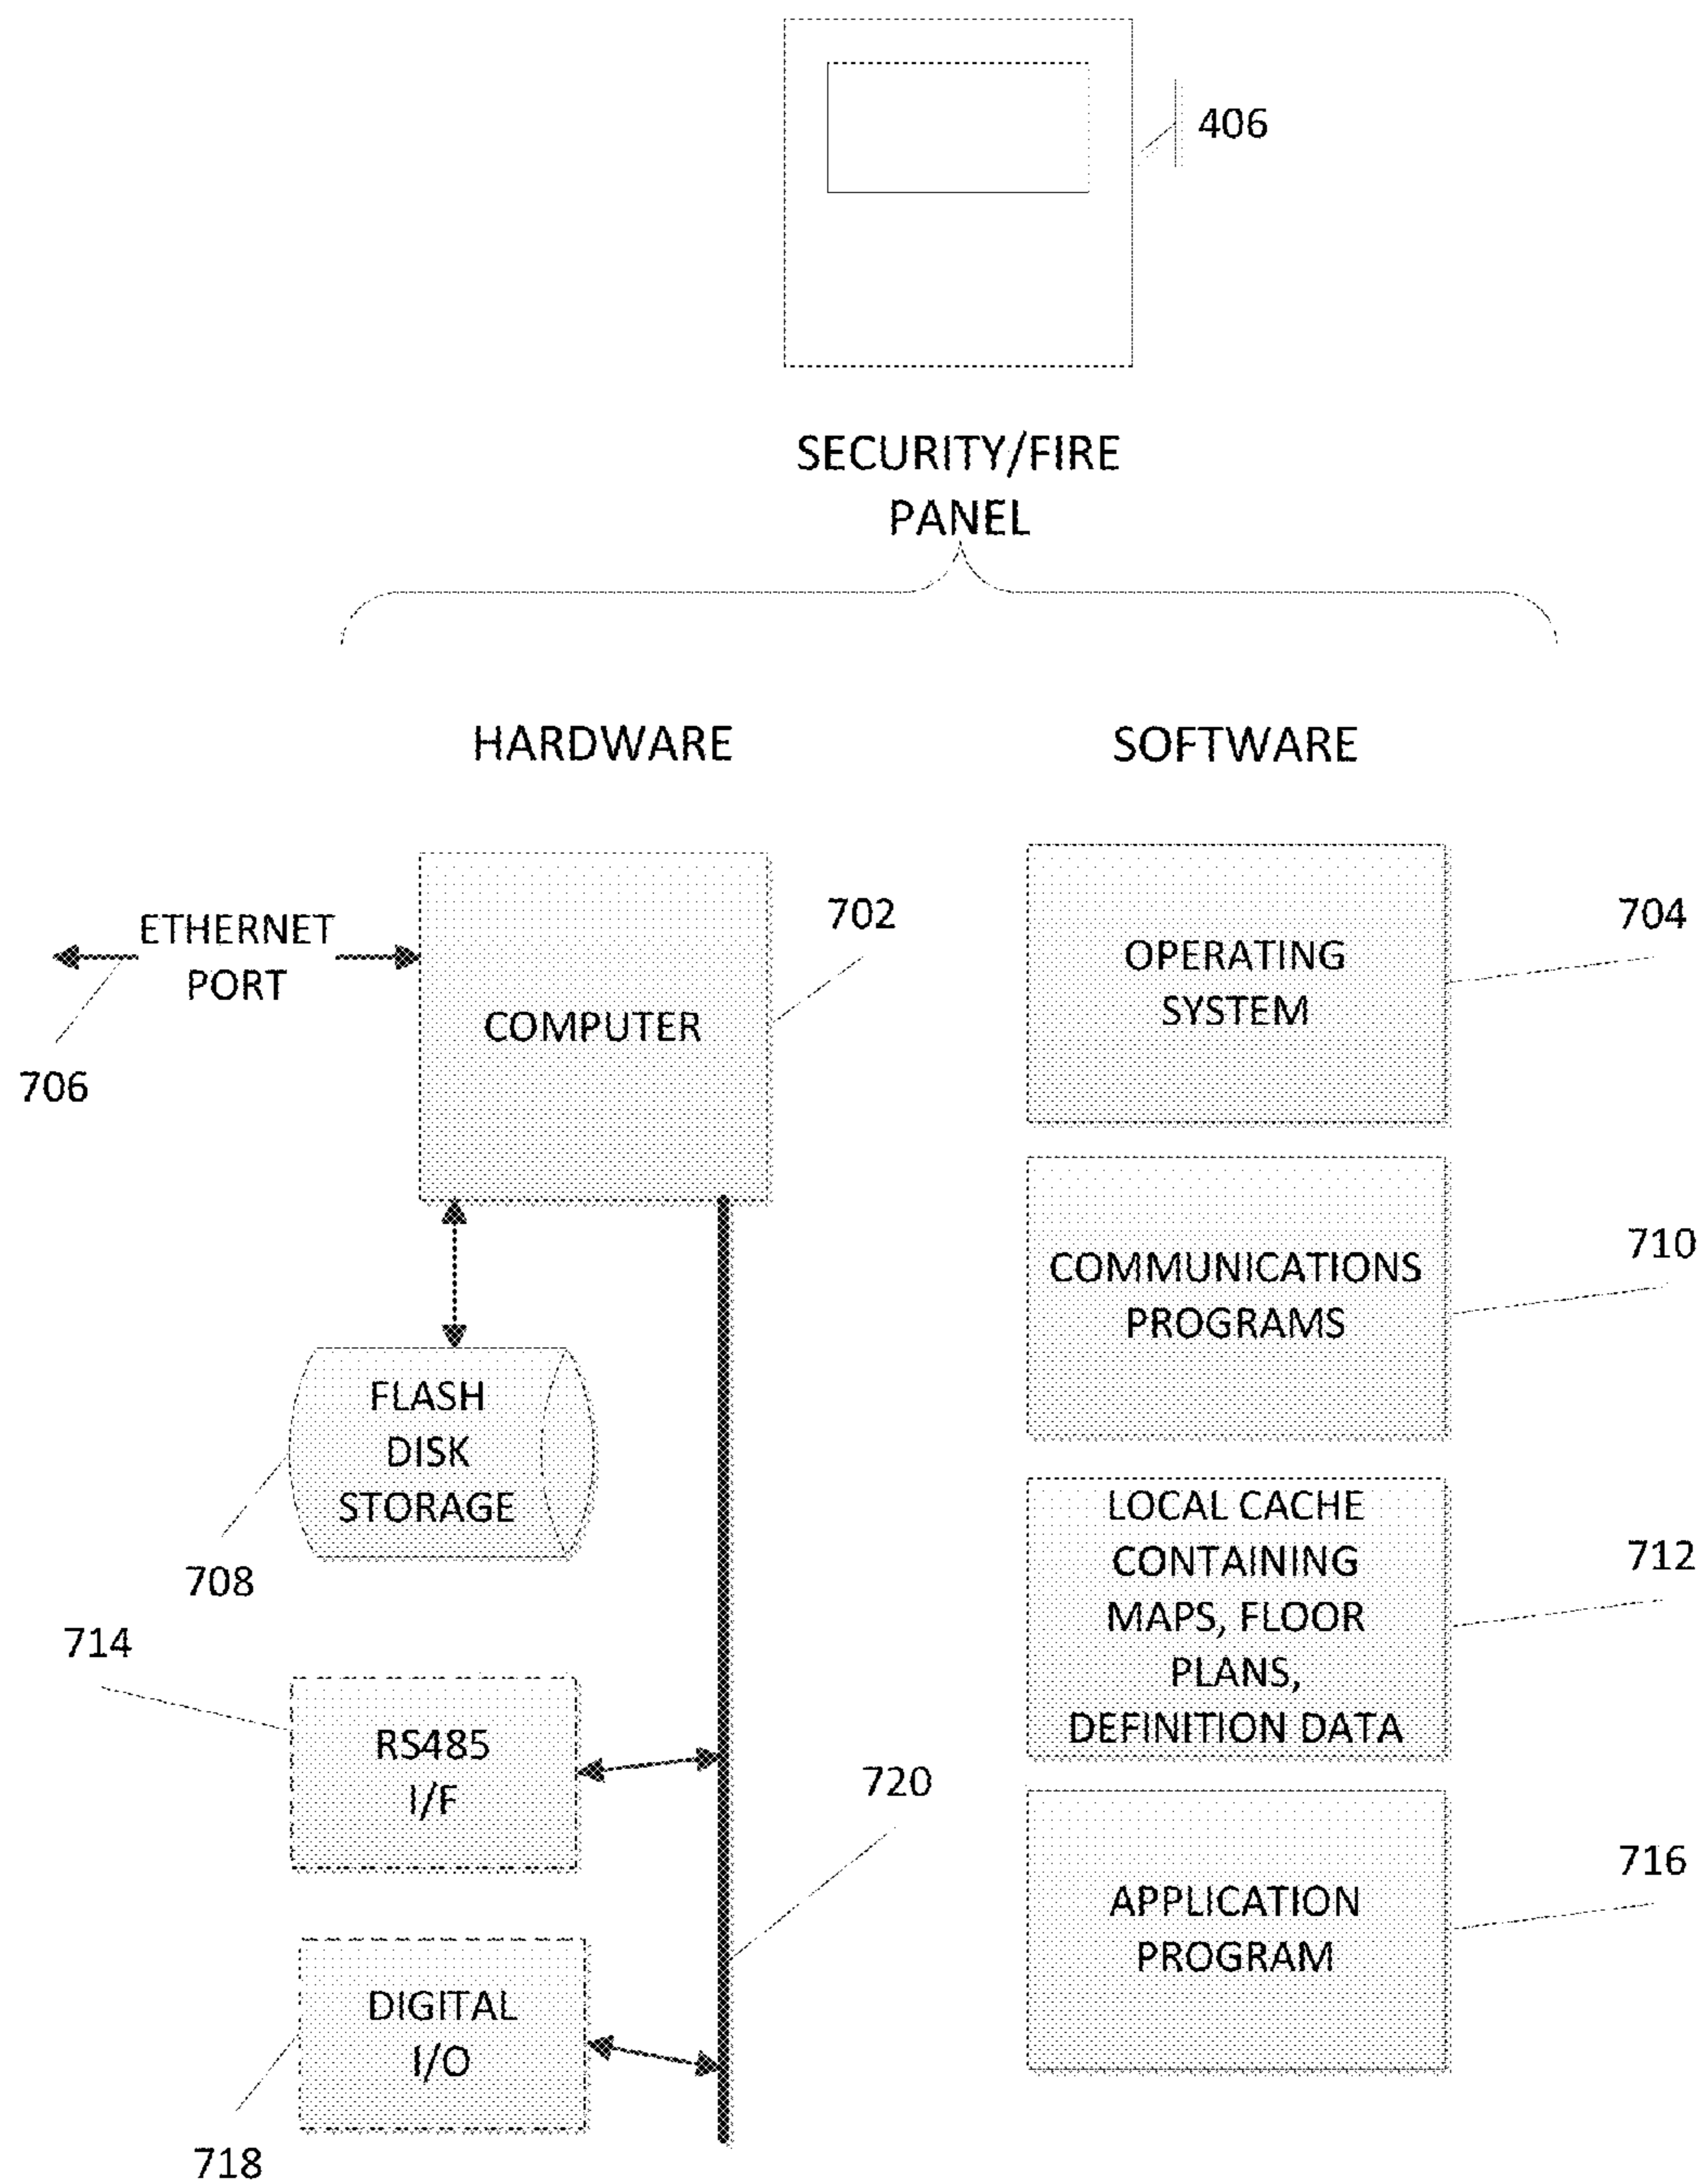 406
SECURITY/FIRE
PANEL
HARDWARE
SOFTWARE
ETHERNET
PORT
706
COMPUTER
702
OPERATING
SYSTEM
704
COMMUNICATIONS
PROGRAMS
710
FLASH
DISK
STORAGE
708
LOCAL CACHE
CONTAINING
MAPS, FLOOR
PLANS,
DEFINITION DATA
712
714
RS485
I/F
720
APPLICATION
PROGRAM
716
DIGITAL
I/O
718